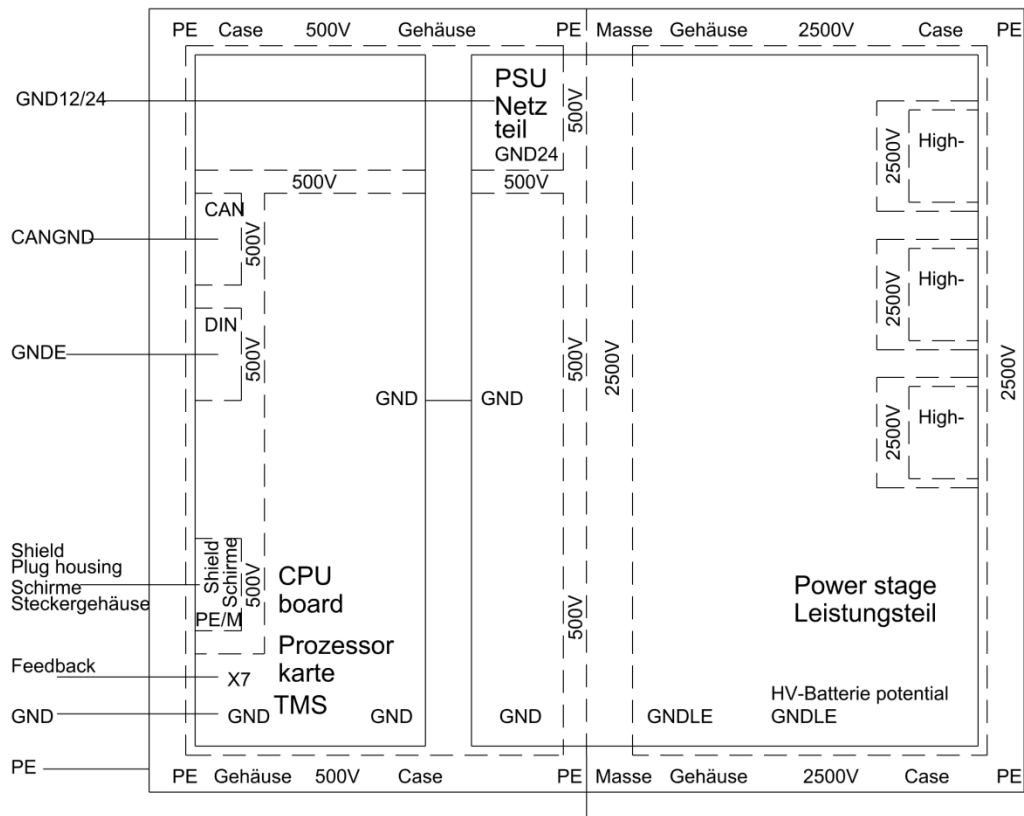 PE Case 500V Gehäuse PE Masse Gehäuse 2500V Case PE
GND12/24
PSU
Netz
teil
GND24
500V
500V
500V
2500V
High-
CAN
500V
CANGND
2500V
High-
DIN
500V
GNDE
500V
2500V
2500V
GND
GND
2500V
High-
Shield
Plug housing
Schirme
Steckergehäuse
Shield
Schirme
PE/M
500V
CPU
board
Prozessor
karte
TMS
500V
Power stage
Leistungsteil
Feedback
X7
HV-Batterie potential
GND
GND
GND
GND
GNDLE
GNDLE
PE
PE Gehäuse 500V Case PE Masse Gehäuse 2500V Case PE